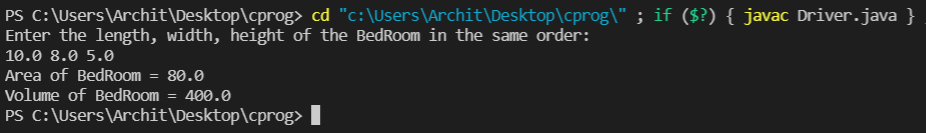 PS C:\Users\Archit\Desktop\cprog> cd "c:\Users\Archit\Desktop\cprog\" ; if ($?) { javac Driver.java }
Enter the length, width, height of the BedRoom in the same order:
10.0 8.0 5.0
Area of BedRoom = 80.0
Volume of BedRoom = 400.0
PS C:\Users\Archit\Desktop\cprog>